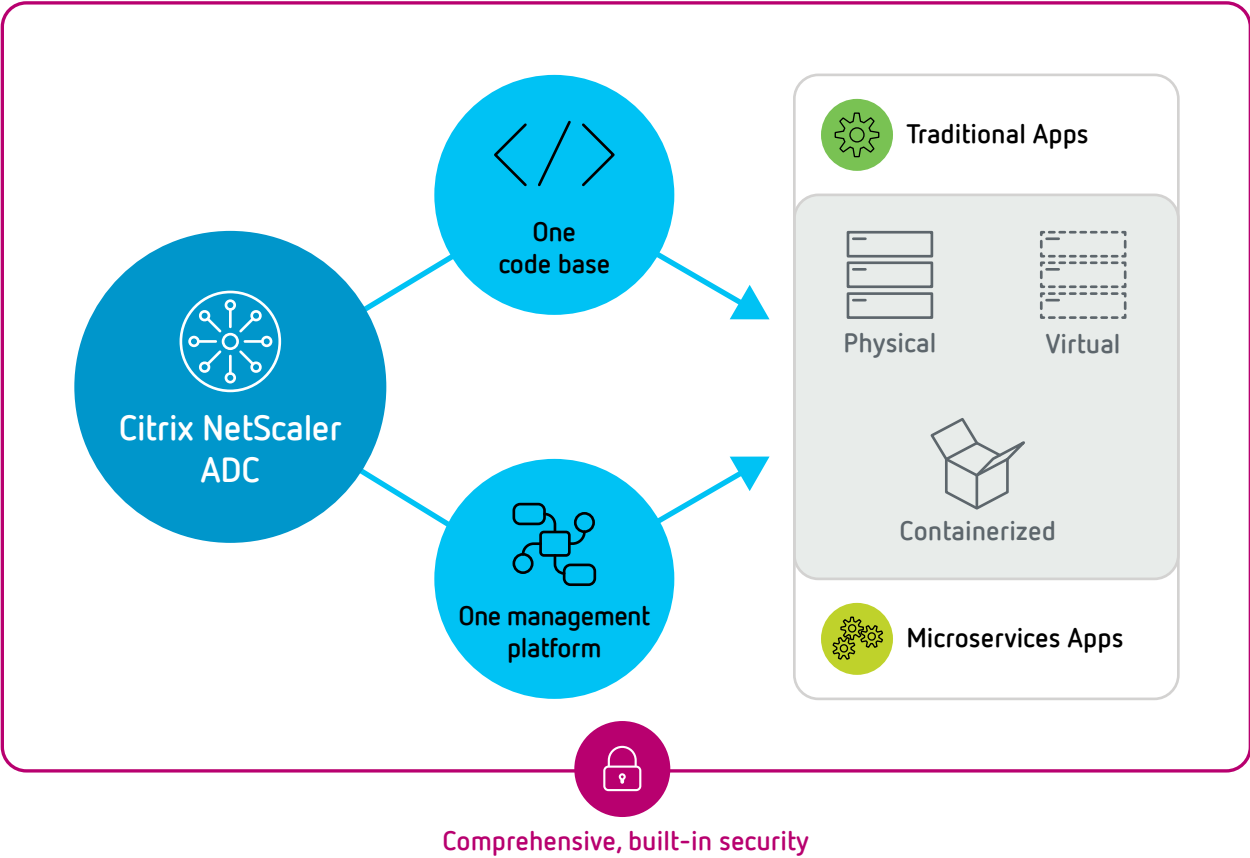 Citrix NetScaler
ADC
One
code base
One management
platform
Traditional Apps
Physical
Virtual
Containerized
Microservices Apps
Comprehensive, built-in security